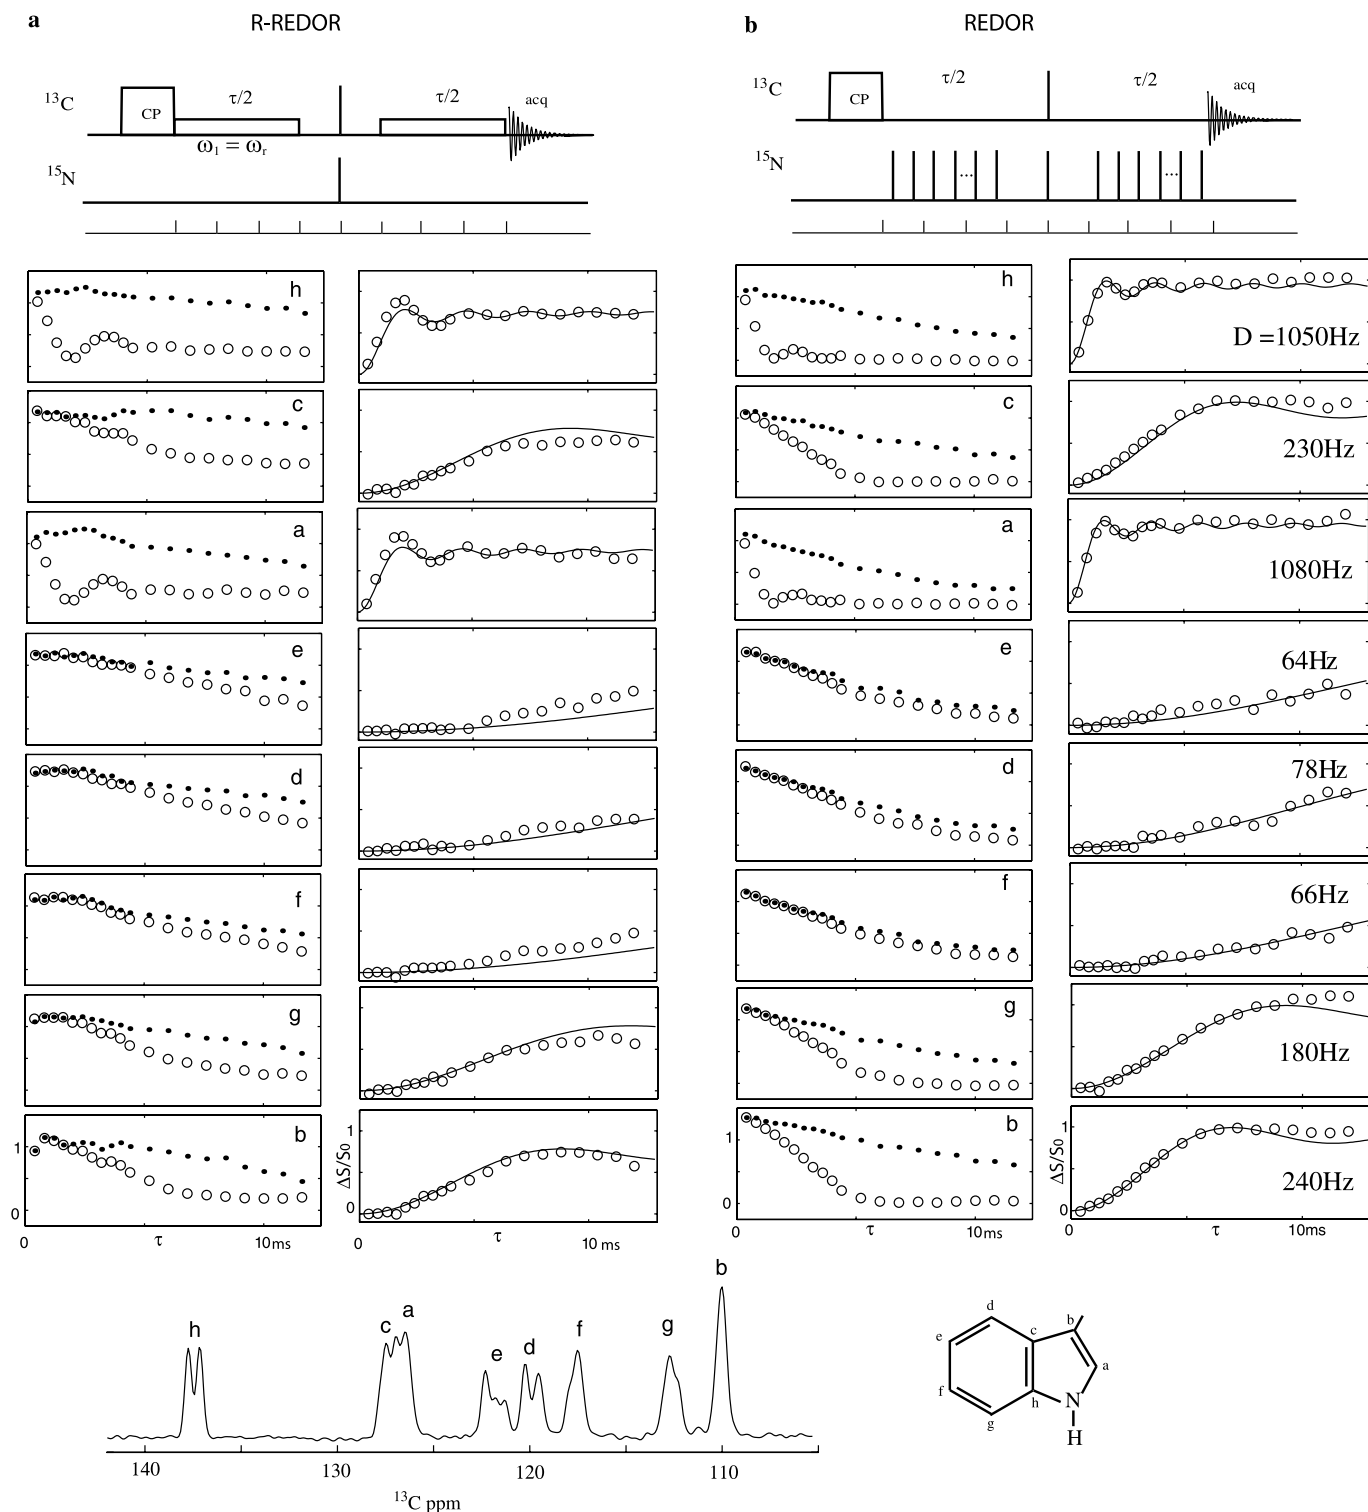 a R-REDOR
b REDOR
13C CP τ/2 τ/2 acq
ω1 = ωr
15N
13C CP τ/2 τ/2 acq
15N ... ...
h
h
D =1050Hz
c
c
230Hz
a
a
1080Hz
e
e
64Hz
d
d
78Hz
f
f
66Hz
g
g
180Hz
b
1
0
ΔS/S0
1
0
b
1
0
ΔS/S0
1
0
240Hz
0 τ 10ms
0 τ 10 ms
0 τ 10ms
0 τ 10ms
h c a e d f g b
140 130 120 110
13C ppm
d
e c b
f h a
g N
H